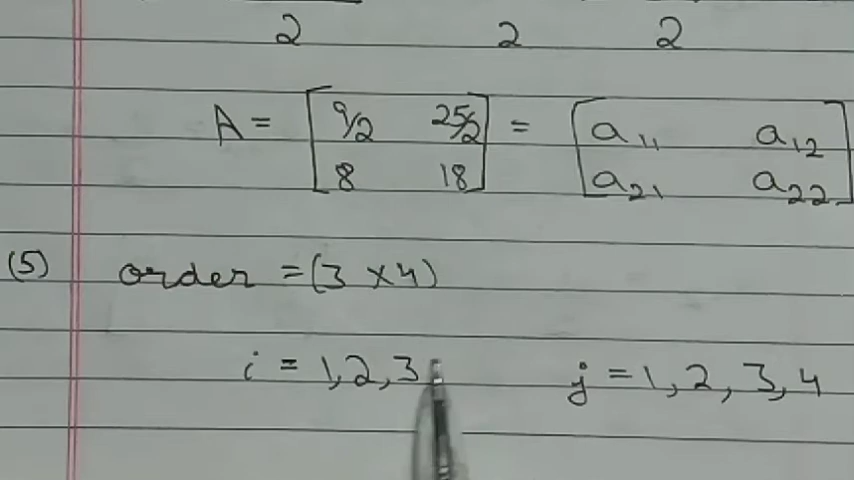 2 2 2
A = [ 9/2 25/2 ] = [ a11 a12 ]
[ 8 18 ] [ a21 a22 ]
(5) order = (3 × 4)
i = 1, 2, 3 j = 1, 2, 3, 4